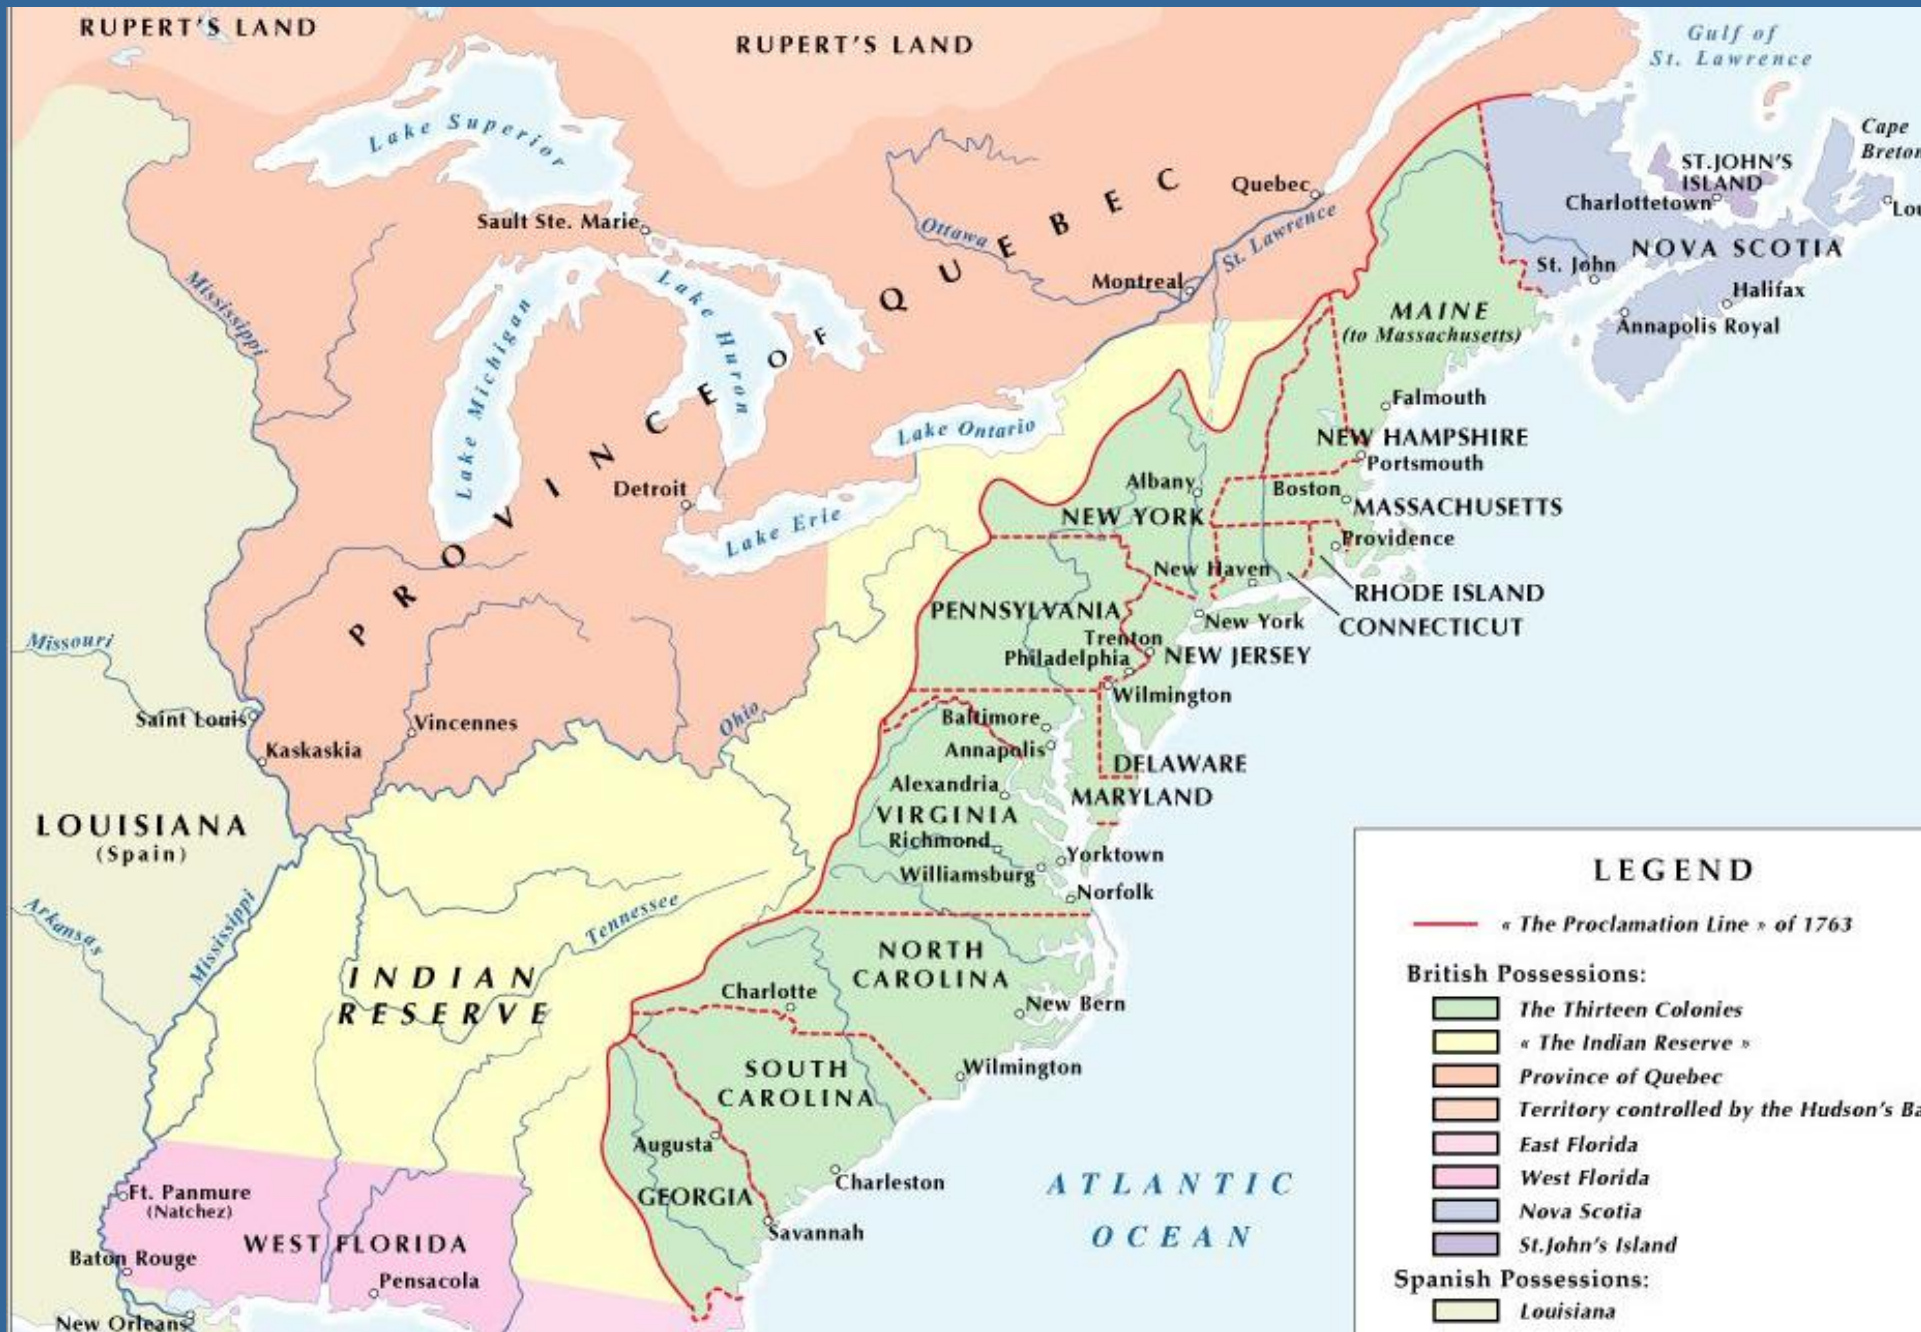 RUPERT'S LAND
RUPERT'S LAND
Gulf of
St. Lawrence
Lake Superior
Cape
Breton
ST.JOHN'S
ISLAND
Charlottetown
Quebec
Sault Ste. Marie
Ottawa
St. Lawrence
NOVA SCOTIA
St. John
Montreal
Halifax
Annapolis Royal
Mississippi
Lake Michigan
Lake Huron
PROVINCE OF QUEBEC
MAINE
(to Massachusetts)
Falmouth
Lake Ontario
NEW HAMPSHIRE
Portsmouth
Detroit
Albany
Boston
MASSACHUSETTS
Lake Erie
NEW YORK
Providence
New Haven
RHODE ISLAND
PENNSYLVANIA
New York
CONNECTICUT
Missouri
Trenton
Philadelphia
NEW JERSEY
Wilmington
Saint Louis
Vincennes
Ohio
Baltimore
Kaskaskia
Annapolis
DELAWARE
Alexandria
MARYLAND
LOUISIANA
(Spain)
VIRGINIA
Richmond
Yorktown
Williamsburg
Norfolk
Arkansas
Mississippi
Tennessee
INDIAN
RESERVE
NORTH
CAROLINA
Charlotte
New Bern
SOUTH
CAROLINA
Wilmington
Augusta
Charleston
GEORGIA
Savannah
ATLANTIC
OCEAN
Ft. Panmure
(Natchez)
WEST FLORIDA
Baton Rouge
Pensacola
New Orleans
LEGEND
« The Proclamation Line » of 1763
British Possessions:
The Thirteen Colonies
« The Indian Reserve »
Province of Quebec
Territory controlled by the Hudson's
East Florida
West Florida
Nova Scotia
St.John's Island
Spanish Possessions:
Louisiana